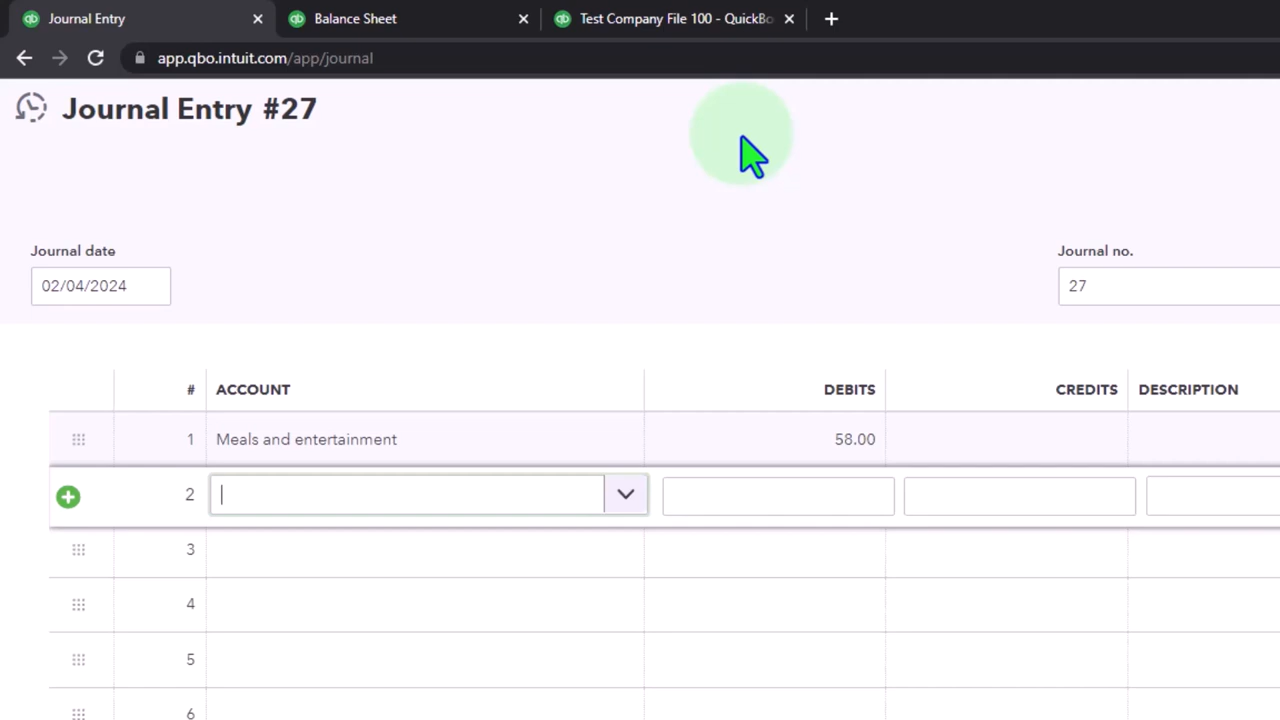 Journal Entry
Balance Sheet
Test Company File 100 - QuickBo
app.qbo.intuit.com/app/journal
Journal Entry #27
Journal date
Journal no.
02/04/2024
27
# ACCOUNT DEBITS CREDITS DESCRIPTION
1 Meals and entertainment 58.00
2
3
4
5
6